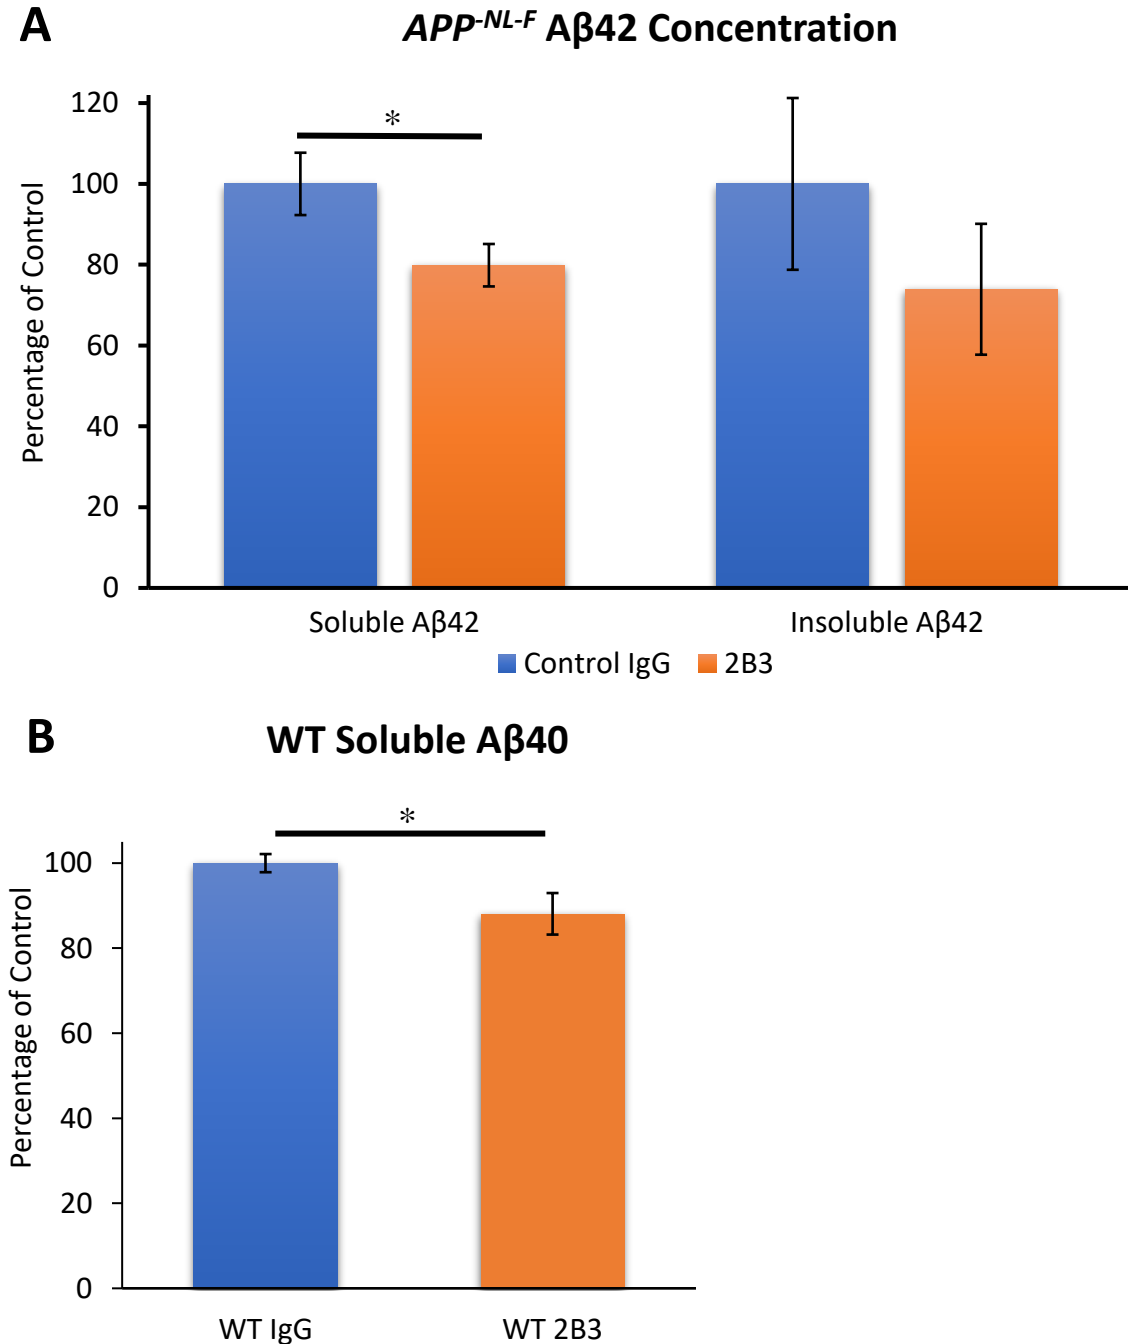 A
APP-NL-F Aβ42 Concentration
*
120
100
80
60
40
20
0
Percentage of Control
Soluble Aβ42 Insoluble Aβ42
Control IgG 2B3
B
WT Soluble Aβ40
*
100
80
60
40
20
0
Percentage of Control
WT IgG WT 2B3